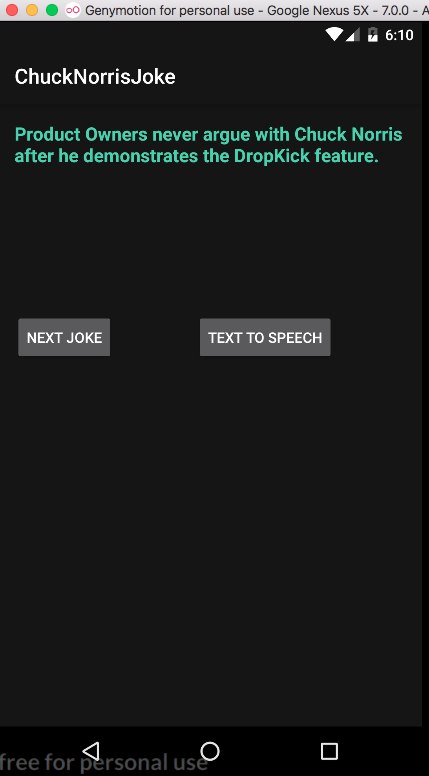 Genymotion for personal use - Google Nexus 5X - 7.0.0 - A
6:10
ChuckNorrisJoke
Product Owners never argue with Chuck Norris
after he demonstrates the DropKick feature.
NEXT JOKE
TEXT TO SPEECH
free for personal use